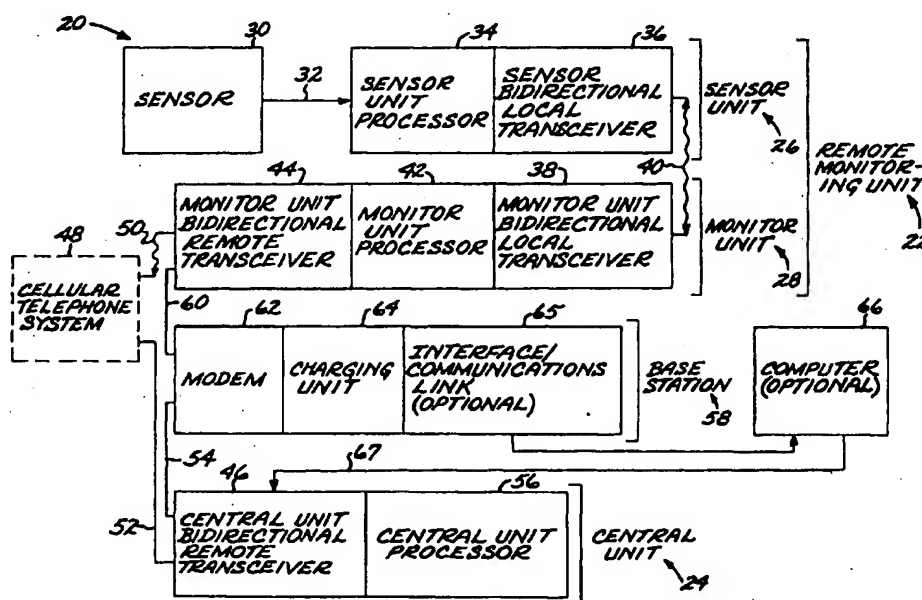 20
30
SENSOR
32
34
SENSOR
UNIT
PROCESSOR
36
SENSOR
BIDIRECTIONAL
LOCAL
TRANSCEIVER
SENSOR
UNIT
26
40
44
MONITOR UNIT
BIDIRECTIONAL
REMOTE
TRANSCEIVER
42
MONITOR UNIT
PROCESSOR
38
MONITOR UNIT
BIDIRECTIONAL
LOCAL
TRANSCEIVER
MONITOR
UNIT
28
REMOTE
MONITOR-
ING UNIT
22
48
CELLULAR
TELEPHONE
SYSTEM
50
60
62
MODEM
64
CHARGING
UNIT
65
INTERFACE/
COMMUNICATIONS
LINK
(OPTIONAL)
BASE
STATION
58
66
COMPUTER
(OPTIONAL)
54
52
67
46
CENTRAL UNIT
BIDIRECTIONAL
REMOTE
TRANSCEIVER
56
CENTRAL UNIT
PROCESSOR
CENTRAL
UNIT
24